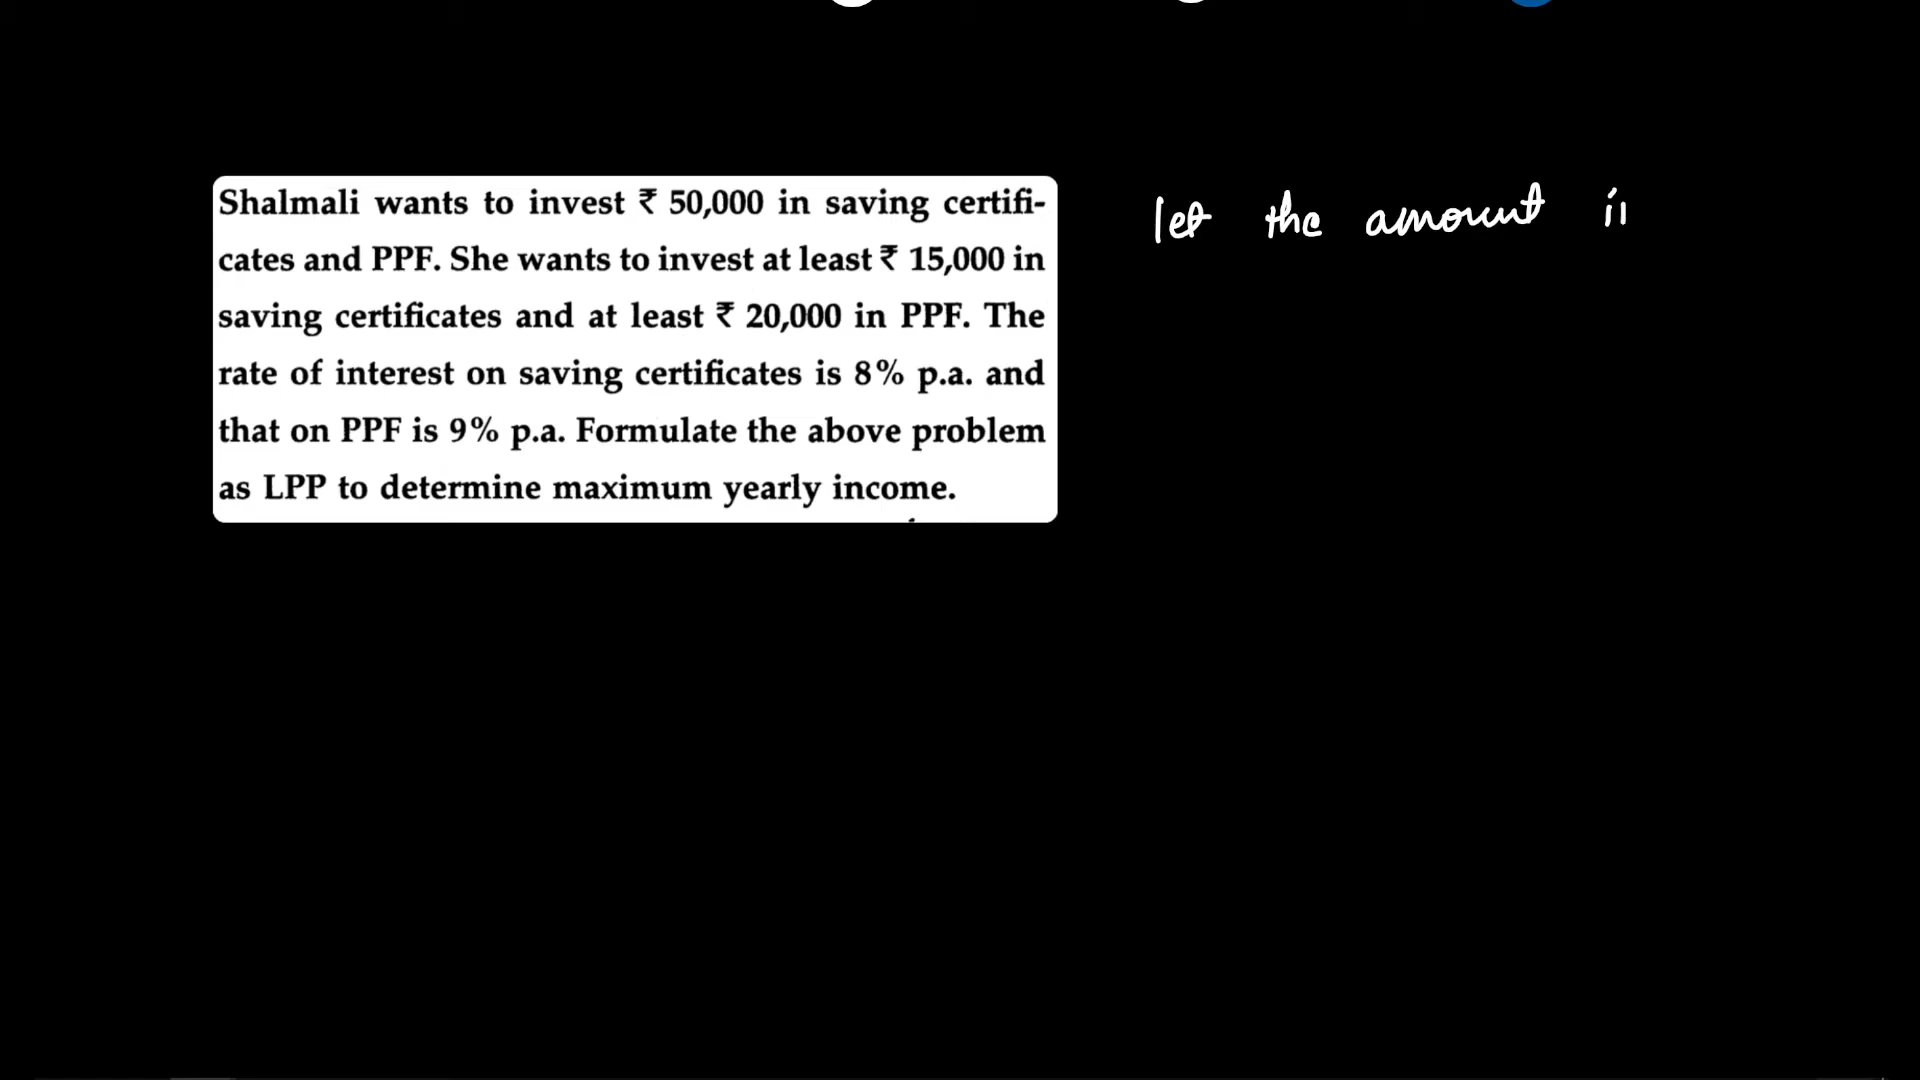 Shalmali wants to invest ₹ 50,000 in saving certifi-
cates and PPF. She wants to invest at least ₹ 15,000 in
saving certificates and at least ₹ 20,000 in PPF. The
rate of interest on saving certificates is 8% p.a. and
that on PPF is 9% p.a. Formulate the above problem
as LPP to determine maximum yearly income.
let the amount